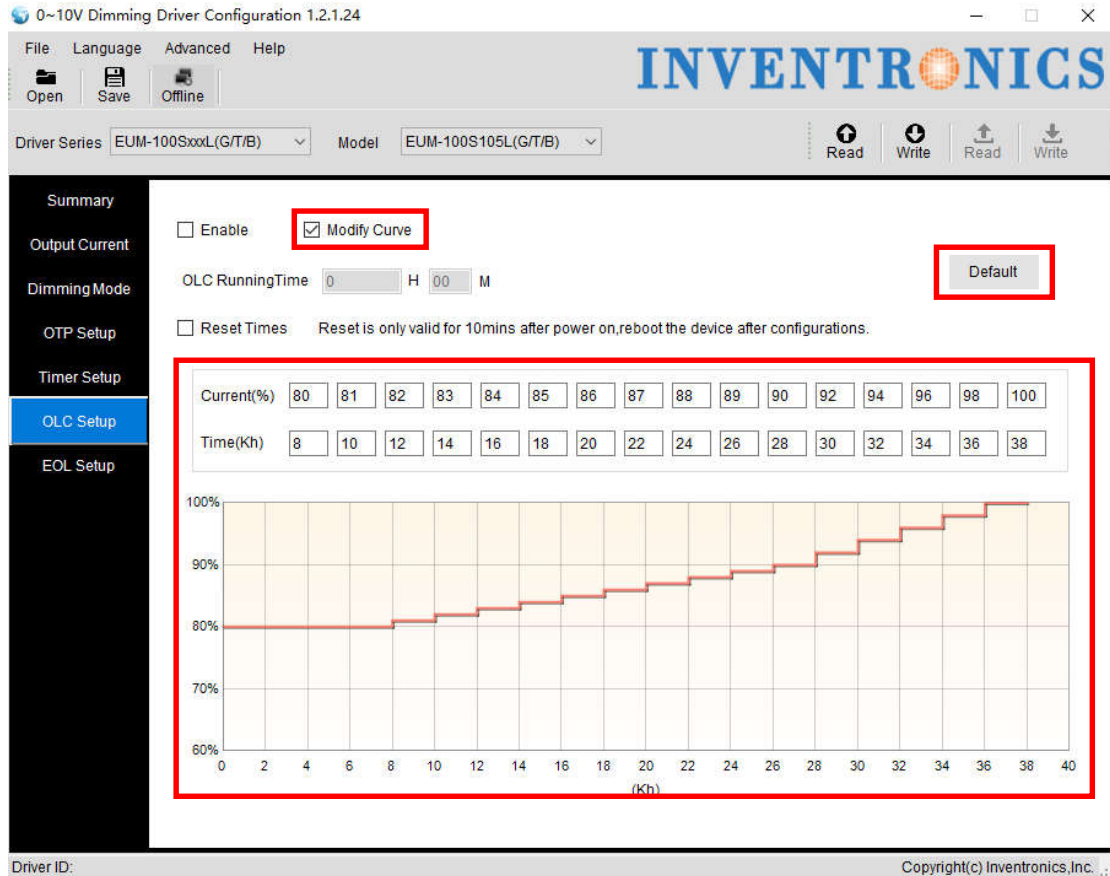 0~10V Dimming Driver Configuration 1.2.1.24
File Language Advanced Help
INVENTRONICS
Open Save Offline
Driver Series EUM-100SxxxL(G/T/B) Model EUM-100S105L(G/T/B)
Read Write Read Write
Summary
Output Current
Dimming Mode
OTP Setup
Timer Setup
OLC Setup
EOL Setup
Enable Modify Curve
OLC RunningTime 0 H 00 M
Default
Reset Times Reset is only valid for 10mins after power on,reboot the device after configurations.
Current(%) 80 81 82 83 84 85 86 87 88 89 90 92 94 96 98 100
Time(Kh) 8 10 12 14 16 18 20 22 24 26 28 30 32 34 36 38
100%
90%
80%
70%
60%
0 2 4 6 8 10 12 14 16 18 20 22 24 26 28 30 32 34 36 38 40
(Kh)
Driver ID: Copyright(c) Inventronics,Inc.